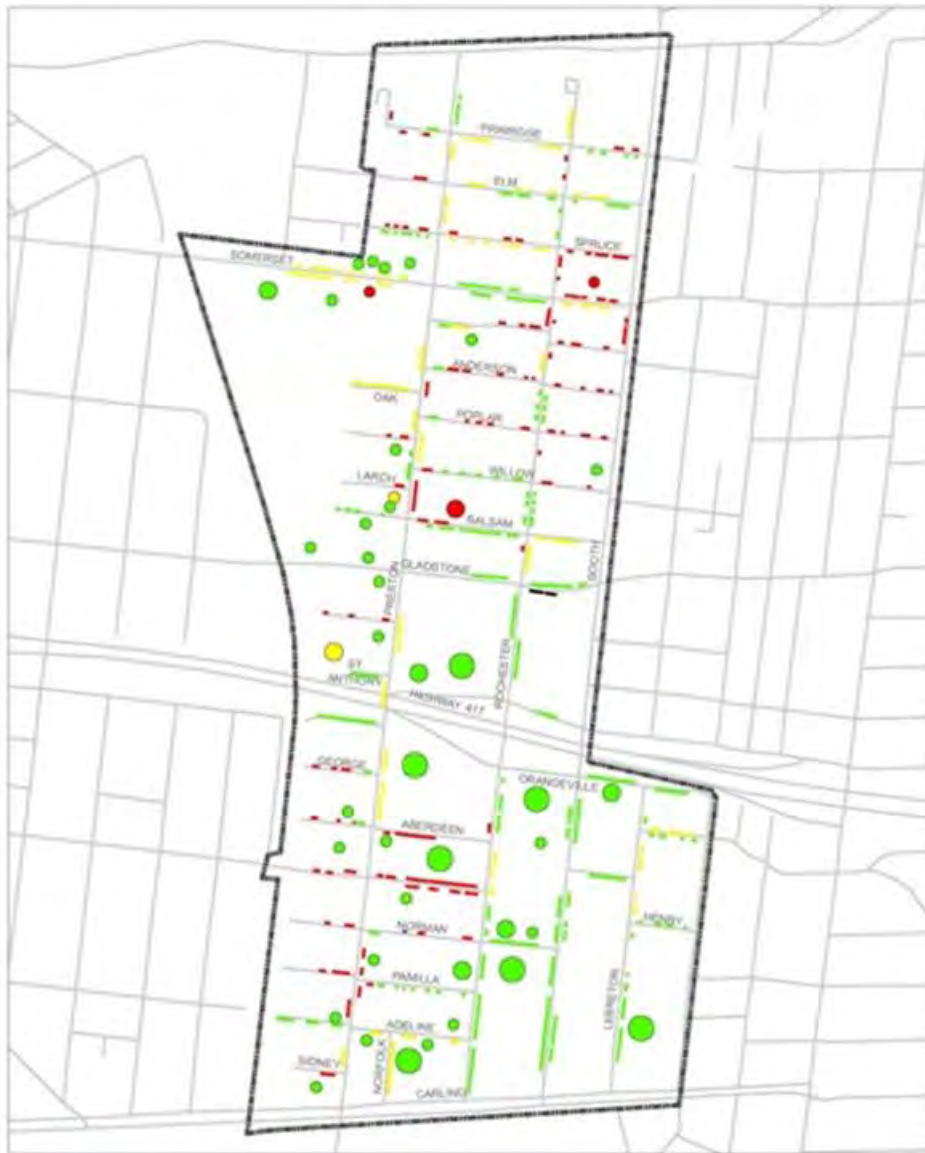 PRIMROSE
ELM
SPRUCE
SOMERSET
ANDERSON
OAK
POPLAR
WILLOW
LARCH
BALSAM
BOOTH
GLADSTONE
PRESTON
ROCHESTER
ST
ANTHONY
HIGHWAY 417
GEORGE
ORANGEVILLE
ABERDEEN
HENRY
NORMAN
PAMILLA
LEBRETON
ADELINE
SIDNEY
NORFOLK
CARLING